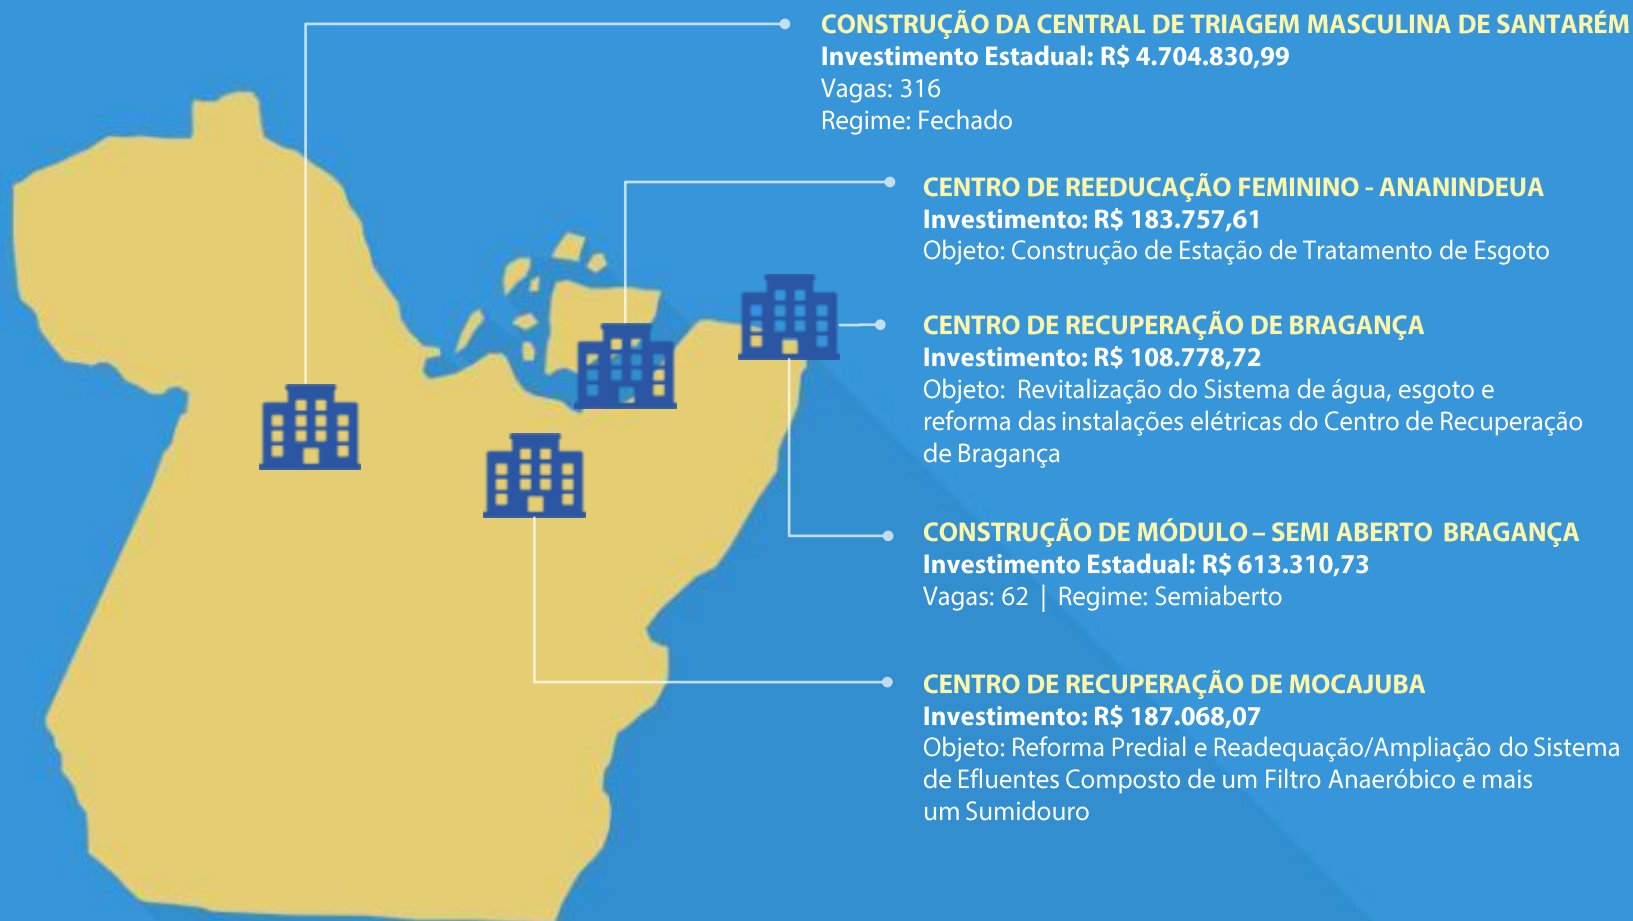 CONSTRUÇÃO DA CENTRAL DE TRIAGEM MASCULINA DE SANTARÉM
Investimento Estadual: R$ 4.704.830,99
Vagas: 316
Regime: Fechado
CENTRO DE REEDUCAÇÃO FEMININO - ANANINDEUA
Investimento: R$ 183.757,61
Objeto: Construção de Estação de Tratamento de Esgoto
CENTRO DE RECUPERAÇÃO DE BRAGANÇA
Investimento: R$ 108.778,72
Objeto: Revitalização do Sistema de água, esgoto e
reforma das instalações elétricas do Centro de Recuperação
de Bragança
CONSTRUÇÃO DE MÓDULO – SEMI ABERTO BRAGANÇA
Investimento Estadual: R$ 613.310,73
Vagas: 62 | Regime: Semiaberto
CENTRO DE RECUPERAÇÃO DE MOCAJUBA
Investimento: R$ 187.068,07
Objeto: Reforma Predial e Readequação/Ampliação do Sistema
de Efluentes Composto de um Filtro Anaeróbico e mais
um Sumidouro